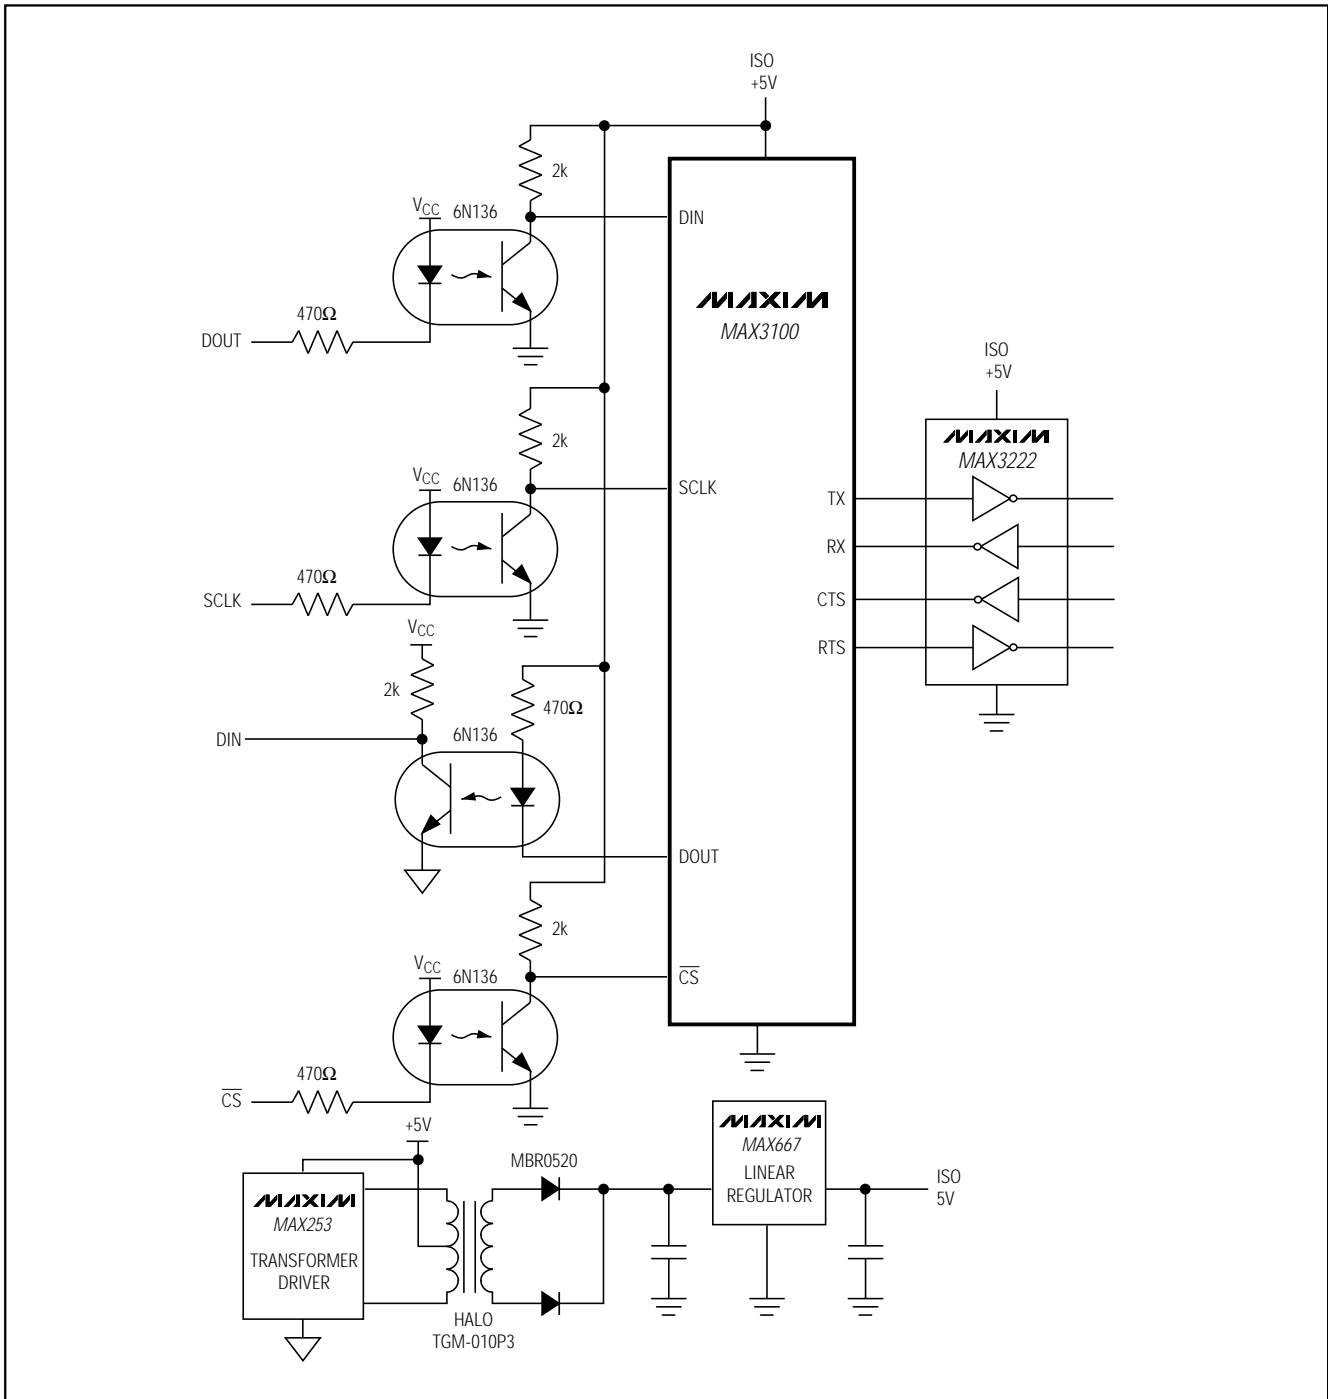 ISO
+5V
2k
VCC
6N136
DIN
MAXIM
MAX3100
470Ω
DOUT
ISO
+5V
2k
MAXIM
MAX3222
VCC
6N136
SCLK
TX
RX
470Ω
SCLK
CTS
VCC
RTS
2k
470Ω
6N136
DIN
DOUT
2k
VCC
6N136
CS
470Ω
CS
+5V
MAXIM
MAX667
LINEAR
REGULATOR
MBR0520
ISO
5V
MAXIM
MAX253
TRANSFORMER
DRIVER
HALO
TGM-010P3